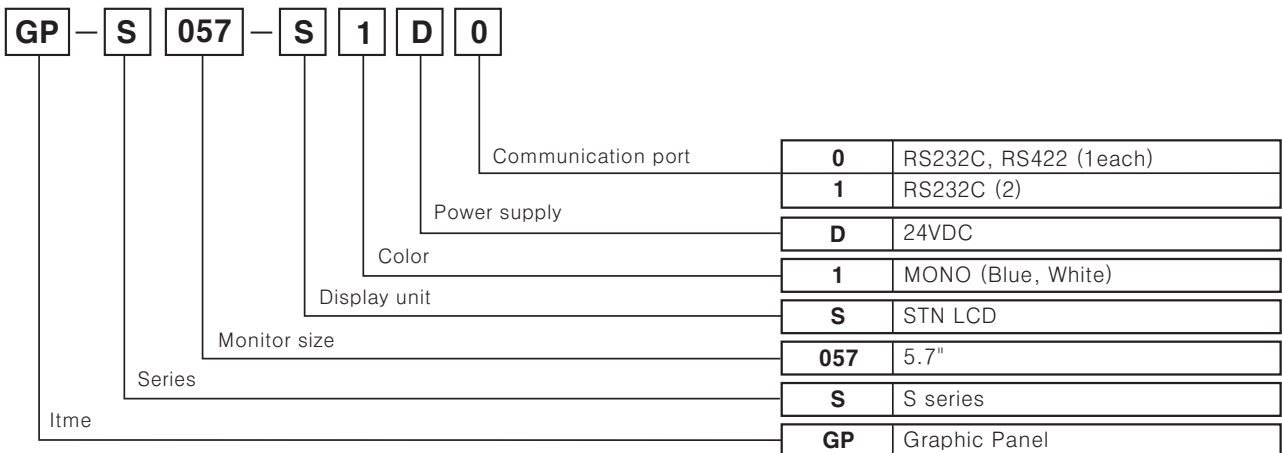 GP - S 057 - S 1 D 0
Communication port 0 RS232C, RS422 (1each)
1 RS232C (2)
Power supply D 24VDC
Color 1 MONO (Blue, White)
Display unit S STN LCD
Monitor size 057 5.7"
Series S S series
Itme GP Graphic Panel